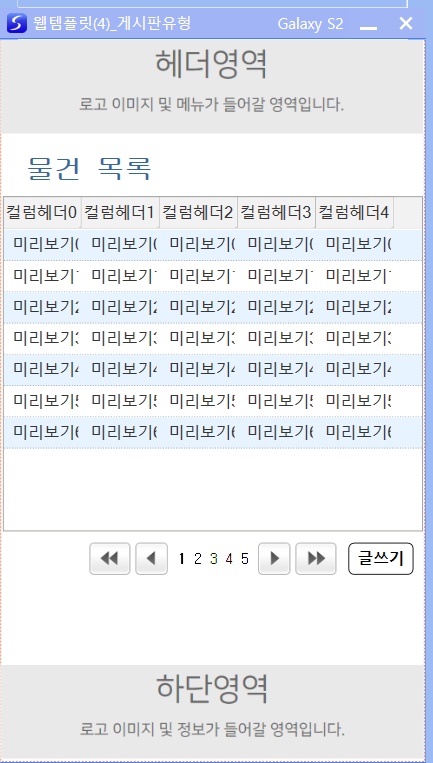 웹템플릿(4)_게시판유형 Galaxy S2
헤더영역
로고 이미지 및 메뉴가 들어갈 영역입니다.
물건 목록
컬럼헤더0 컬럼헤더1 컬럼헤더2 컬럼헤더3 컬럼헤더4
미리보기0 미리보기0 미리보기0 미리보기0 미리보기0
미리보기1 미리보기1 미리보기1 미리보기1 미리보기1
미리보기2 미리보기2 미리보기2 미리보기2 미리보기2
미리보기3 미리보기3 미리보기3 미리보기3 미리보기3
미리보기4 미리보기4 미리보기4 미리보기4 미리보기4
미리보기5 미리보기5 미리보기5 미리보기5 미리보기5
미리보기6 미리보기6 미리보기6 미리보기6 미리보기6
1 2 3 4 5 글쓰기
하단영역
로고 이미지 및 정보가 들어갈 영역입니다.